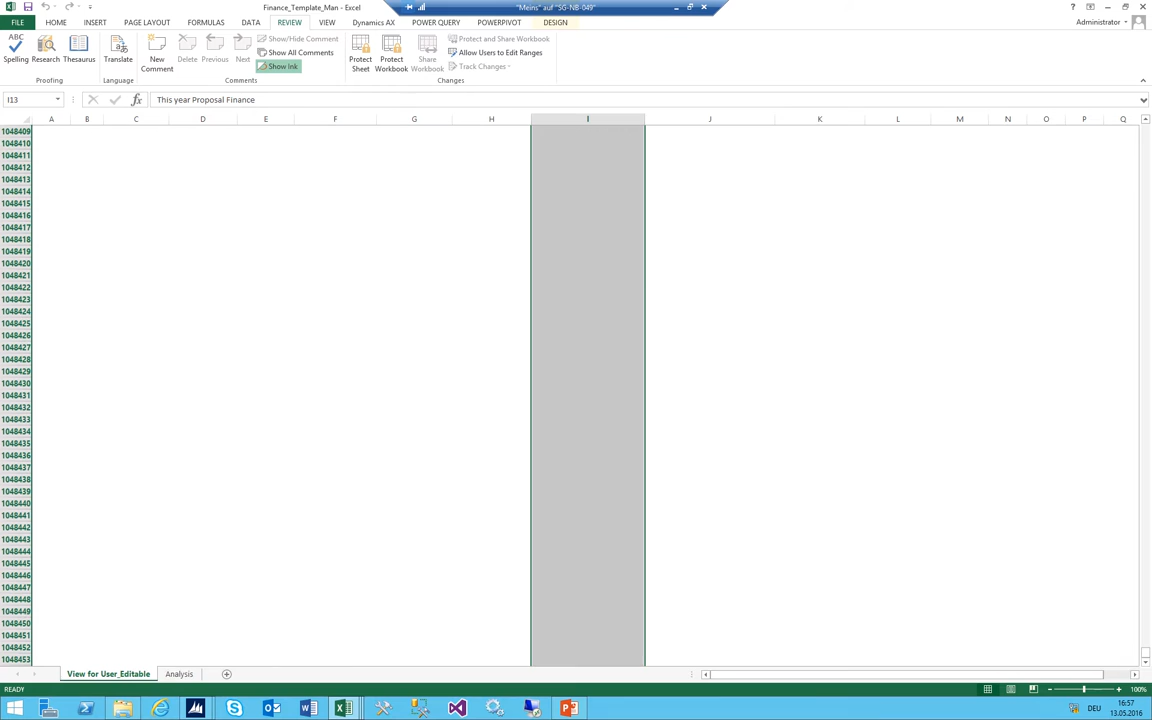 Finance_Template_Man - Excel
"Meins" auf "SG-NB-049"
FILE HOME INSERT PAGE LAYOUT FORMULAS DATA REVIEW VIEW Dynamics AX POWER QUERY POWERPIVOT DESIGN Administrator
ABC
Spelling Research Thesaurus Translate New Comment Delete Previous Next
Show/Hide Comment
Show All Comments
Show Ink
Protect Sheet Protect Workbook Share Workbook
Protect and Share Workbook
Allow Users to Edit Ranges
Track Changes
Proofing Language Comments Changes
I13 fx This year Proposal Finance
A B C D E F G H I J K L M N O P Q
1048409
1048410
1048411
1048412
1048413
1048414
1048415
1048416
1048417
1048418
1048419
1048420
1048421
1048422
1048423
1048424
1048425
1048426
1048427
1048428
1048429
1048430
1048431
1048432
1048433
1048434
1048435
1048436
1048437
1048438
1048439
1048440
1048441
1048442
1048443
1048444
1048445
1048446
1048447
1048448
1048449
1048450
1048451
1048452
1048453
View for User_Editable Analysis
READY 100%
DEU 16:57
13.05.2016